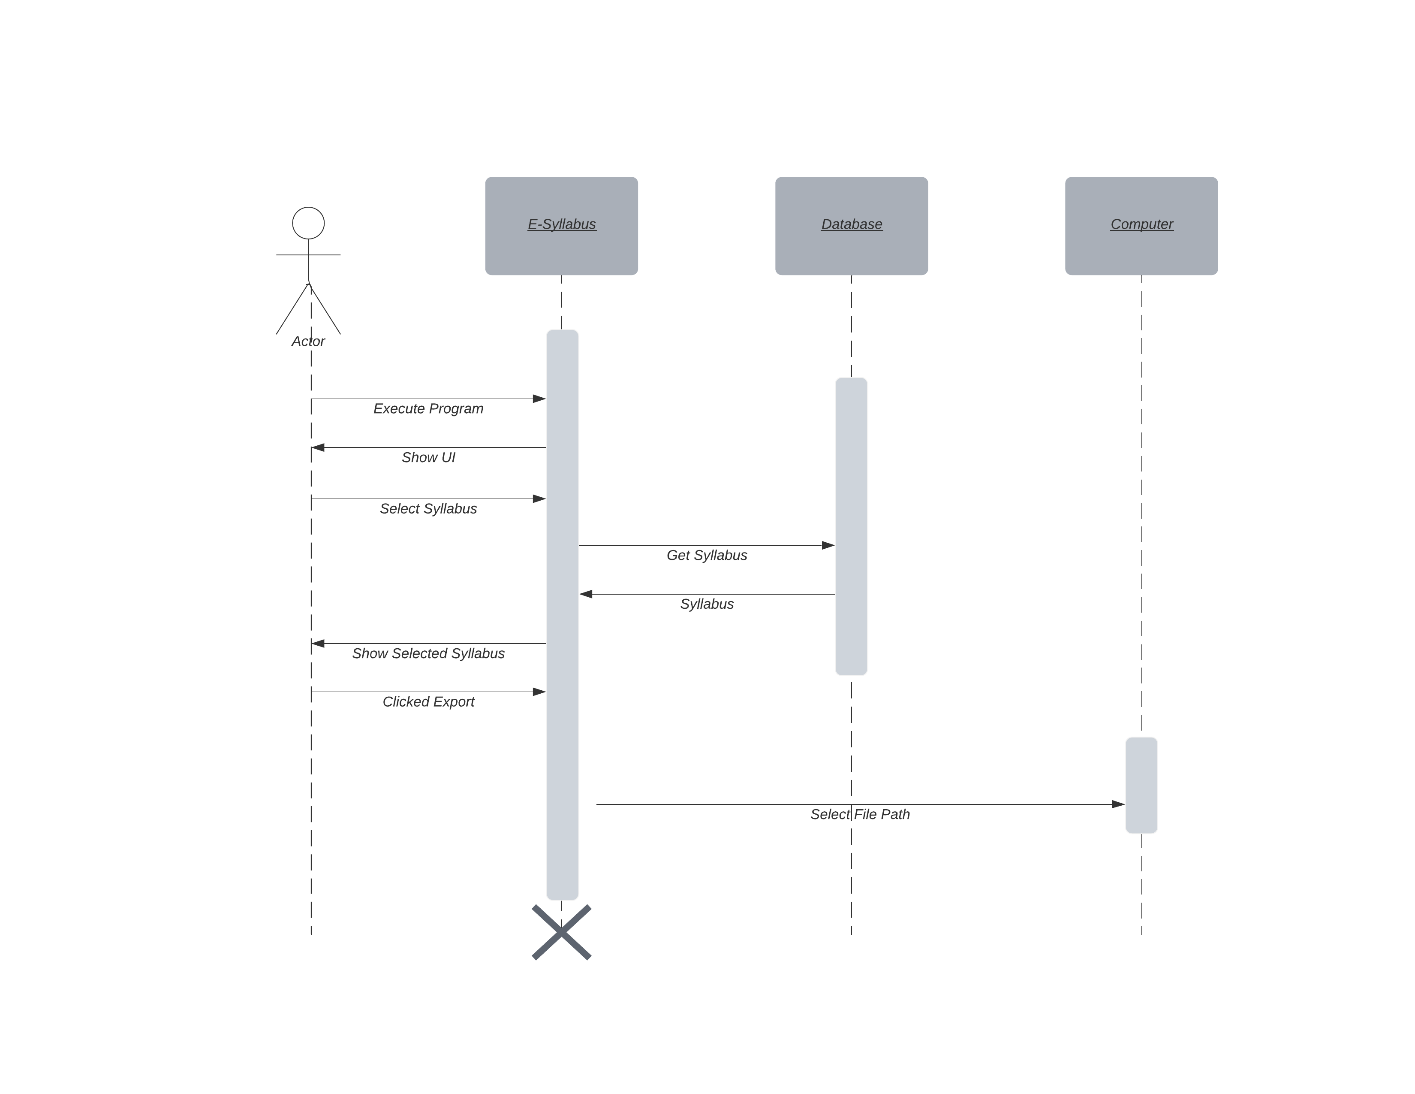 E-Syllabus
Database
Computer
Actor
Execute Program
Show UI
Select Syllabus
Get Syllabus
Syllabus
Show Selected Syllabus
Clicked Export
Select File Path